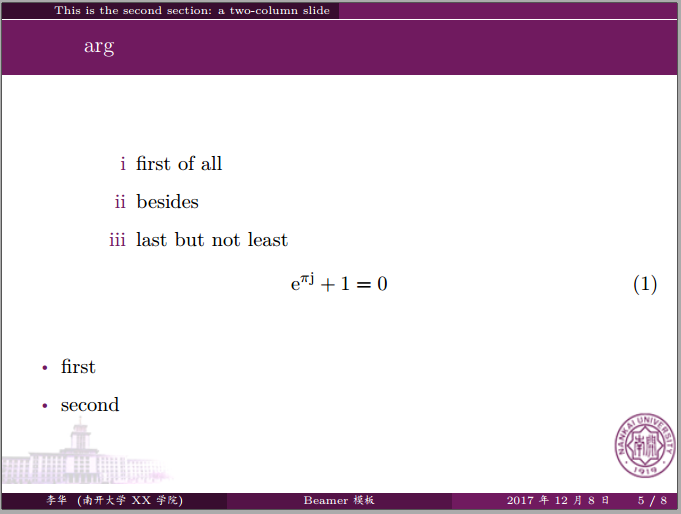 This is the second section: a two-column slide
arg
i first of all
ii besides
iii last but not least
e^{πj} + 1 = 0 (1)
• first
• second
NANKAI UNIVERSITY
1919
李华 (南开大学 XX 学院) Beamer 模板 2017 年 12 月 8 日 5 / 8